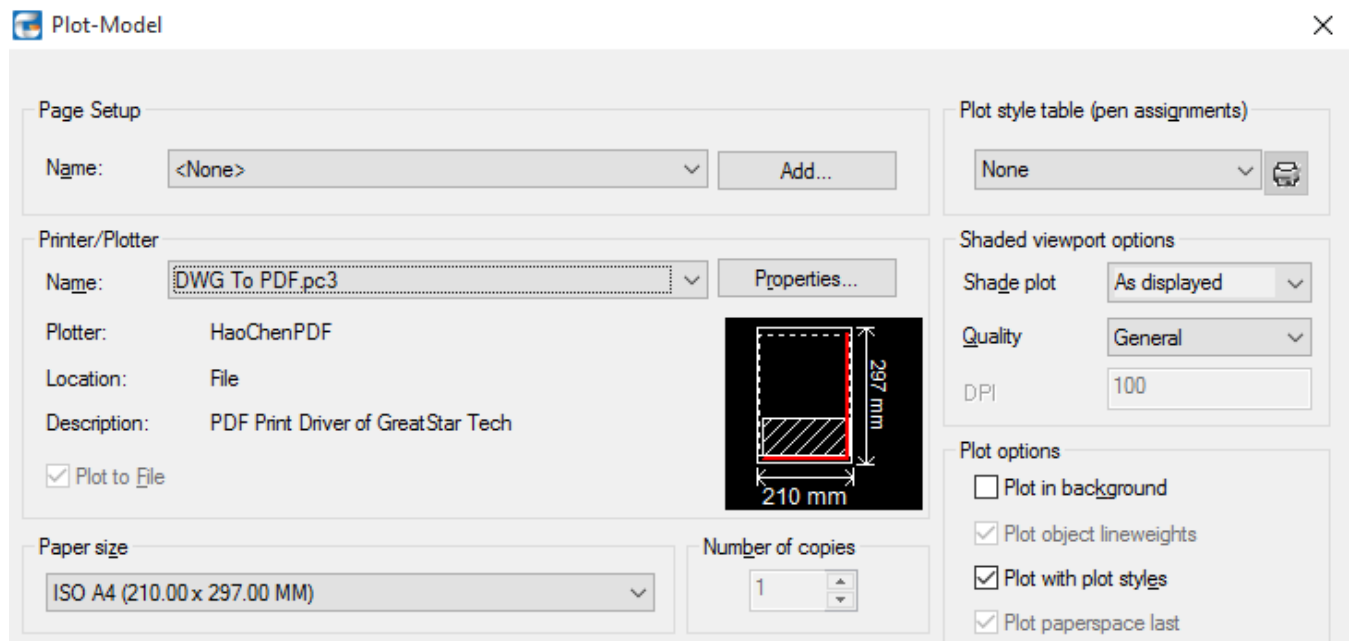 Plot-Model
Page Setup
Name:
<None>
Add...
Printer/Plotter
Name:
DWG To PDF.pc3
Properties...
Plotter:
HaoChenPDF
Location:
File
Description:
PDF Print Driver of GreatStar Tech
Plot to File
297 mm
210 mm
Paper size
ISO A4 (210.00 x 297.00 MM)
Number of copies
1
Plot style table (pen assignments)
None
Shaded viewport options
Shade plot
As displayed
Quality
General
DPI
100
Plot options
Plot in background
Plot object lineweights
Plot with plot styles
Plot paperspace last